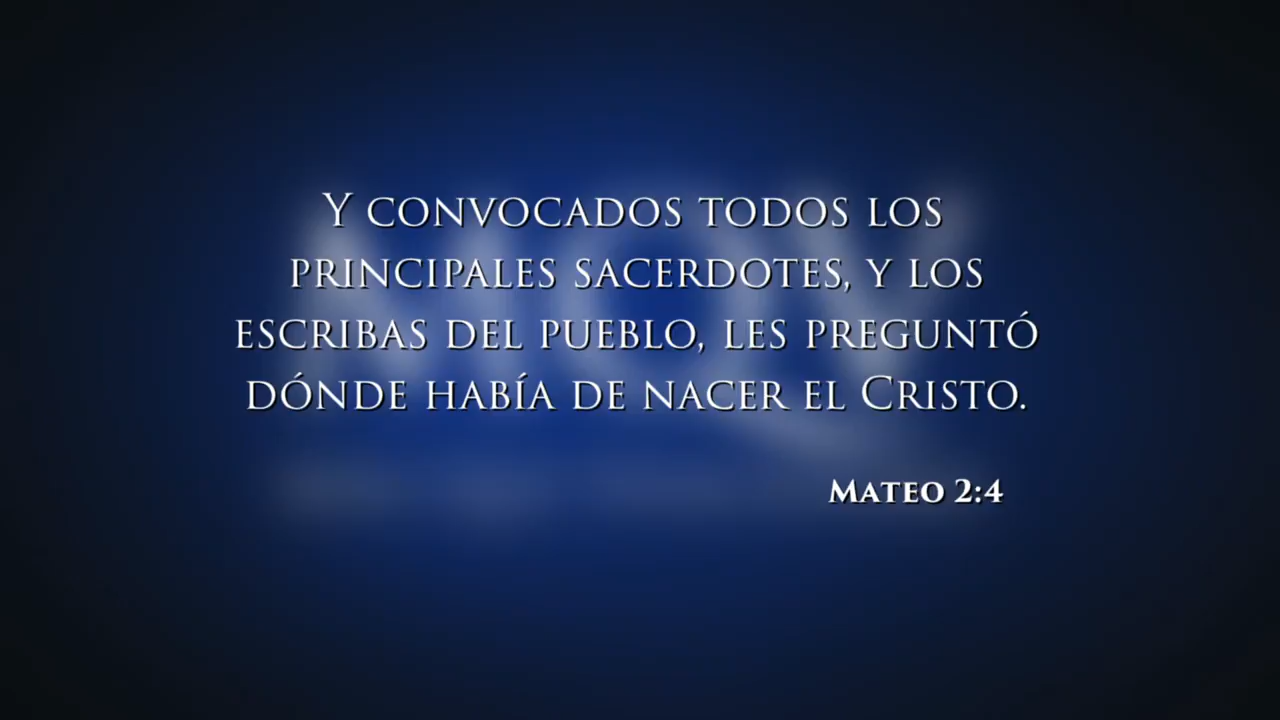 Y convocados todos los
principales sacerdotes, y los
escribas del pueblo, les preguntó
dónde había de nacer el Cristo.
Mateo 2:4